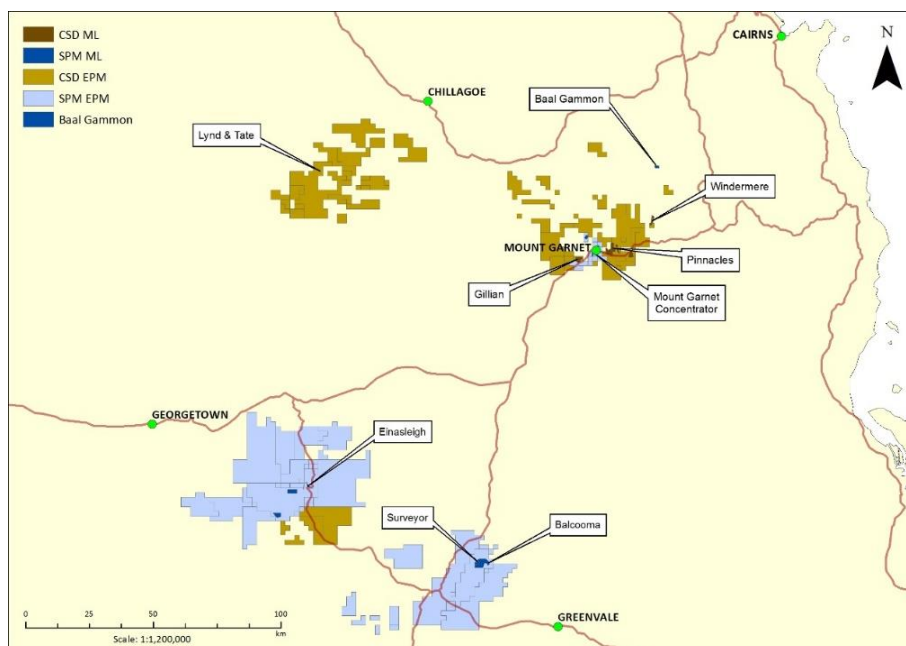 CSD ML
SPM ML
CSD EPM
SPM EPM
Baal Gammon
CAIRNS
N
CHILLAGOE
Baal Gammon
Lynd & Tate
Windermere
MOUNT GARNET
Pinnacles
Gillian
Mount Garnet
Concentrator
GEORGETOWN
Einasleigh
Surveyor
Balcooma
GREENVALE
0 50 100
km
Scale: 1:1,200,000
25